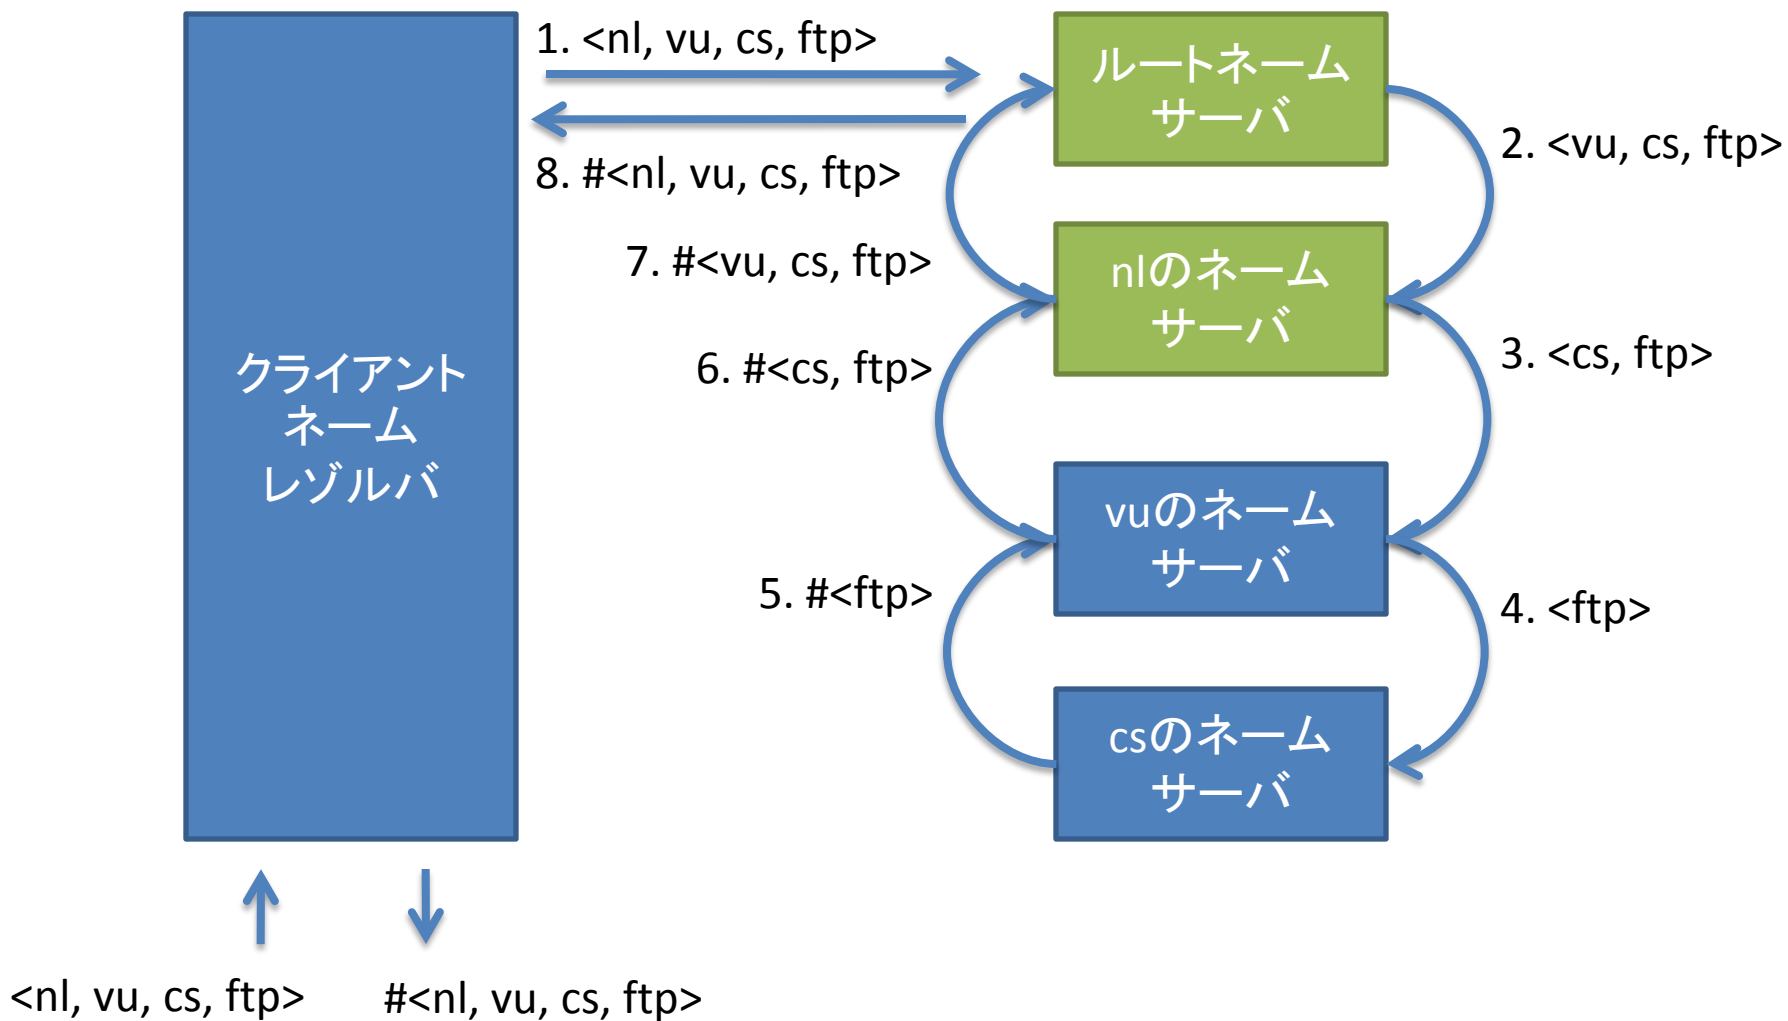 1. <nl, vu, cs, ftp>
ルートネーム
サーバ
2. <vu, cs, ftp>
8. #<nl, vu, cs, ftp>
7. #<vu, cs, ftp>
nlのネーム
サーバ
3. <cs, ftp>
6. #<cs, ftp>
クライアント
ネーム
レゾルバ
vuのネーム
サーバ
5. #<ftp>
4. <ftp>
csのネーム
サーバ
<nl, vu, cs, ftp>
#<nl, vu, cs, ftp>